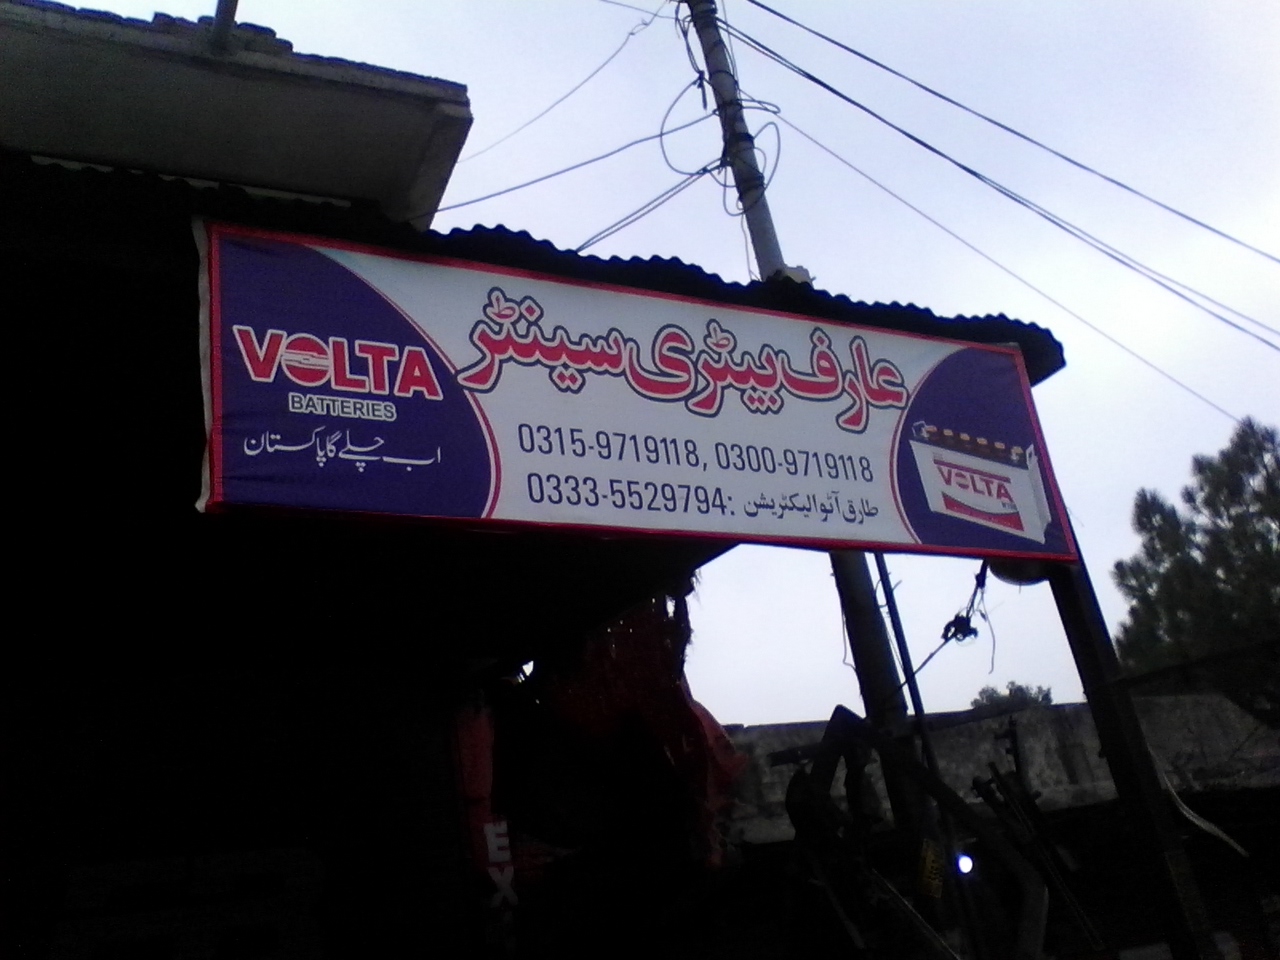 عارف بیٹری سینٹر
VOLTA
BATTERIES
اب چلے گا پاکستان
0315-9719118, 0300-9719118
طارق آٹو الیکٹریشن: 0333-5529794
VOLTA
EX